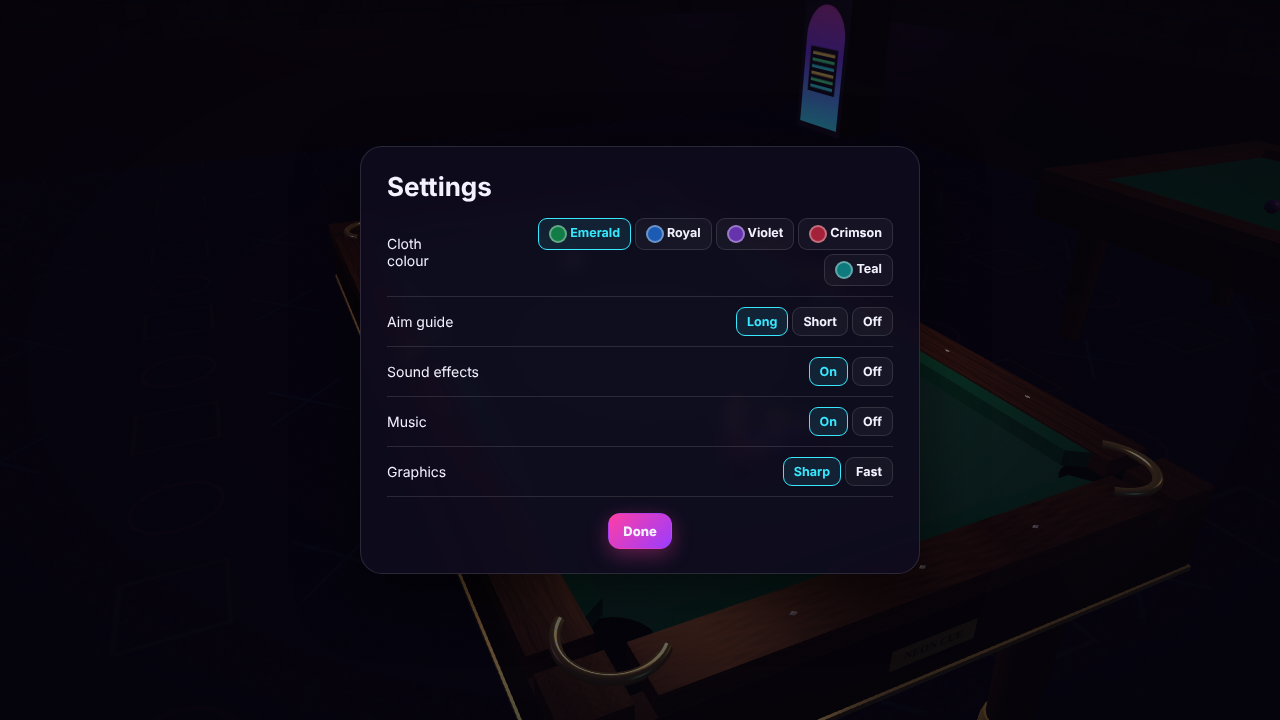 Settings
Cloth
colour
Emerald Royal Violet Crimson
Teal
Aim guide Long Short Off
Sound effects On Off
Music On Off
Graphics Sharp Fast
Done